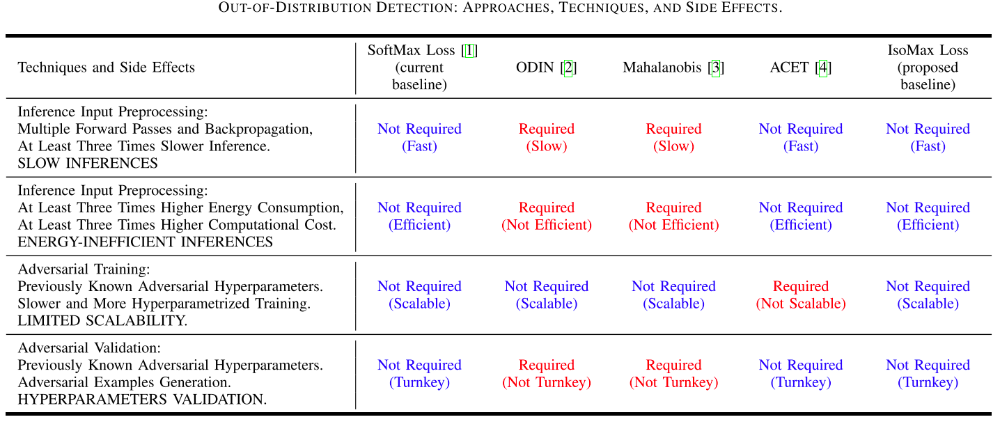 OUT-OF-DISTRIBUTION DETECTION: APPROACHES, TECHNIQUES, AND SIDE EFFECTS.
Techniques and Side Effects
SoftMax Loss [1]
(current
baseline)
ODIN [2]
Mahalanobis [3]
ACET [4]
IsoMax Loss
(proposed
baseline)
Inference Input Preprocessing:
Multiple Forward Passes and Backpropagation,
At Least Three Times Slower Inference.
SLOW INFERENCES
Not Required
(Fast)
Required
(Slow)
Required
(Slow)
Not Required
(Fast)
Not Required
(Fast)
Inference Input Preprocessing:
At Least Three Times Higher Energy Consumption,
At Least Three Times Higher Computational Cost.
ENERGY-INEFFICIENT INFERENCES
Not Required
(Efficient)
Required
(Not Efficient)
Required
(Not Efficient)
Not Required
(Efficient)
Not Required
(Efficient)
Adversarial Training:
Previously Known Adversarial Hyperparameters.
Slower and More Hyperparametrized Training.
LIMITED SCALABILITY.
Not Required
(Scalable)
Not Required
(Scalable)
Not Required
(Scalable)
Required
(Not Scalable)
Not Required
(Scalable)
Adversarial Validation:
Previously Known Adversarial Hyperparameters.
Adversarial Examples Generation.
HYPERPARAMETERS VALIDATION.
Not Required
(Turnkey)
Required
(Not Turnkey)
Required
(Not Turnkey)
Not Required
(Turnkey)
Not Required
(Turnkey)